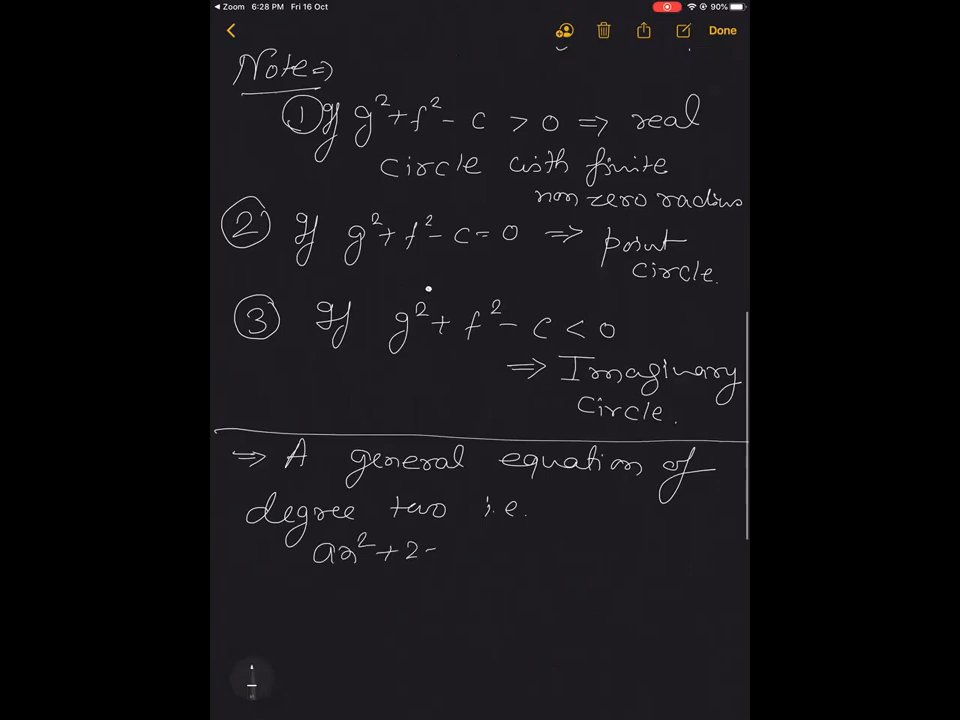 Zoom 6:28 PM Fri 16 Oct 90%
Done
Note ⇒
① If g² + f² - c > 0 ⇒ real
circle with finite
non zero radius
② If g² + f² - c = 0 ⇒ point
circle.
③ If g² + f² - c < 0
⇒ Imaginary
circle.
⇒ A general equation of
degree two i.e.
ax² + 2